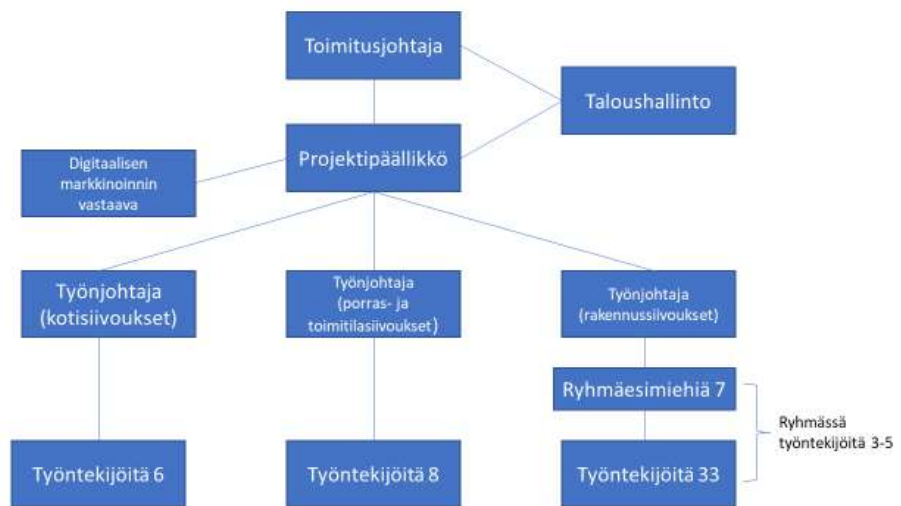 Toimitusjohtaja
Taloushallinto
Projektipäällikkö
Digitaalisen
markkinoinnin
vastaava
Työnjohtaja
(kotisiivoukset)
Työnjohtaja
(porras- ja
toimitilasiivoukset)
Työnjohtaja
(rakennussiivoukset)
Ryhmäesimiehiä 7
Ryhmässä
työntekijöitä 3-5
Työntekijöitä 6
Työntekijöitä 8
Työntekijöitä 33